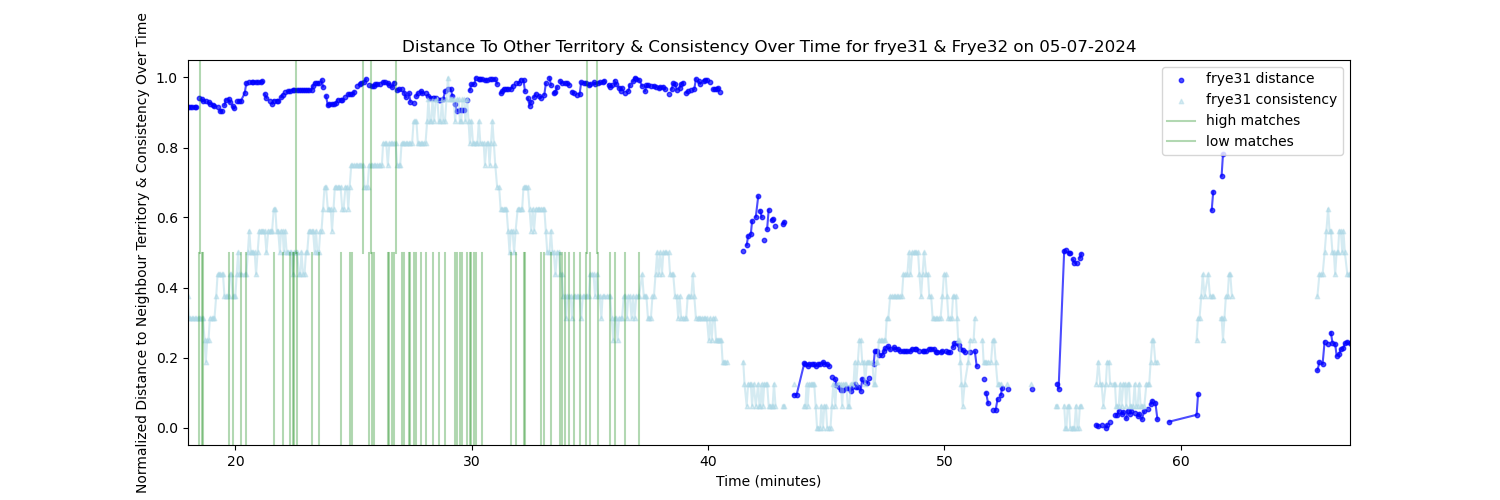 Distance To Other Territory & Consistency Over Time for frye31 & Frye32 on 05-07-2024
Normalized Distance to Neighbour Territory & Consistency Over Time
1.0
0.8
0.6
0.4
0.2
0.0
frye31 distance
frye31 consistency
high matches
low matches
20
30
40
50
60
Time (minutes)